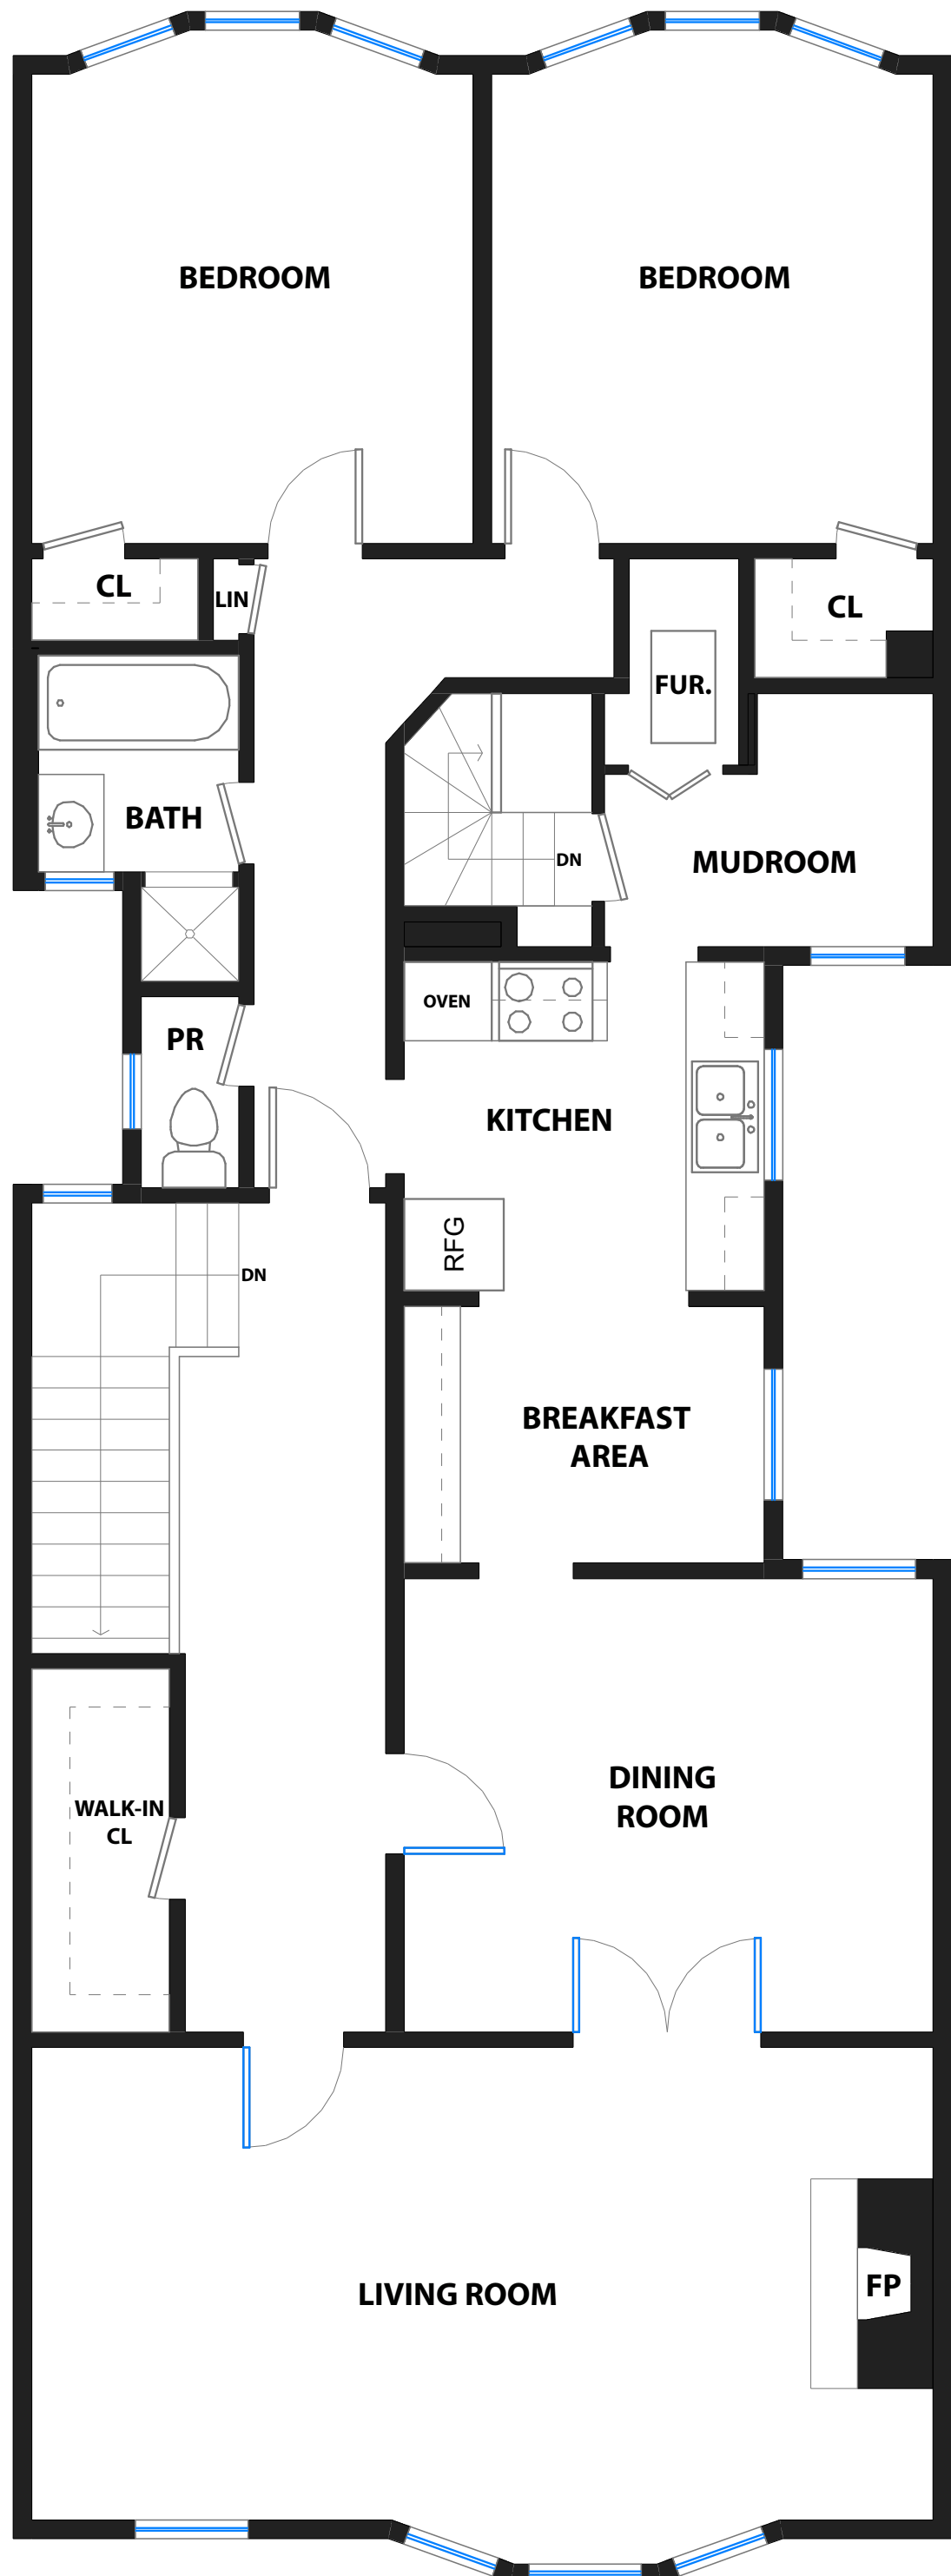 BEDROOM
BEDROOM
CL
LIN
CL
FUR.
BATH
DN
MUDROOM
OVEN
PR
KITCHEN
RFG
DN
BREAKFAST
AREA
DINING
ROOM
WALK-IN
CL
LIVING ROOM
FP